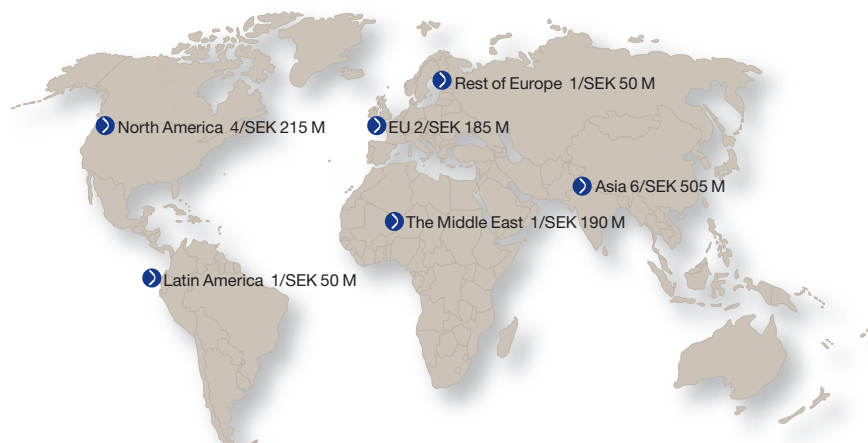 Rest of Europe 1/SEK 50 M
North America 4/SEK 215 M
EU 2/SEK 185 M
Asia 6/SEK 505 M
The Middle East 1/SEK 190 M
Latin America 1/SEK 50 M